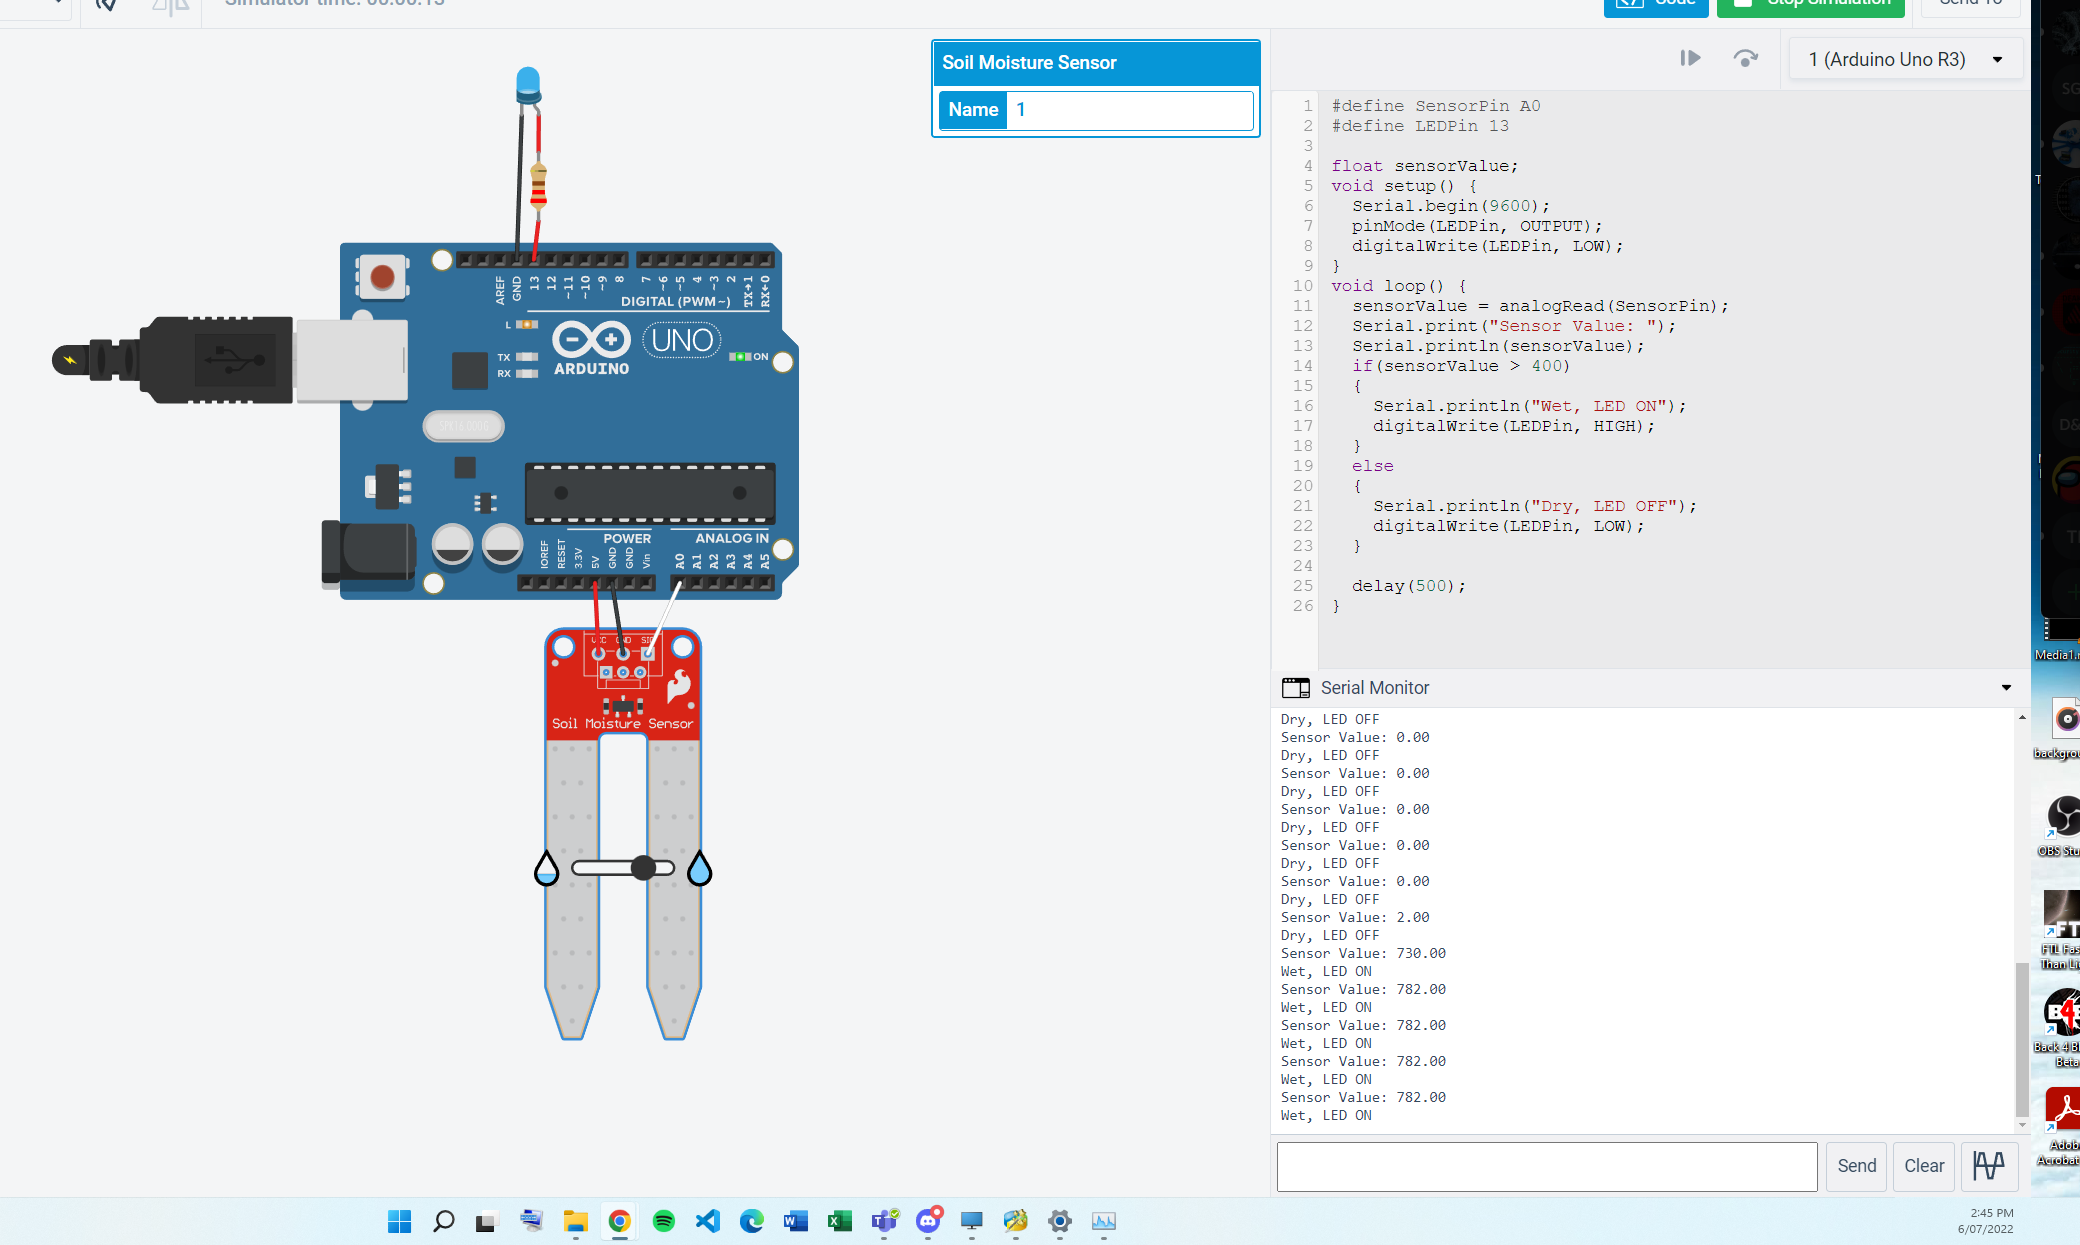 Simulator time: 00:00:13
Code
Stop Simulation
Send To
Soil Moisture Sensor
Name 1
1 (Arduino Uno R3)
1 #define SensorPin A0
2 #define LEDPin 13
3
4 float sensorValue;
5 void setup() {
6 Serial.begin(9600);
7 pinMode(LEDPin, OUTPUT);
8 digitalWrite(LEDPin, LOW);
9 }
10 void loop() {
11 sensorValue = analogRead(SensorPin);
12 Serial.print("Sensor Value: ");
13 Serial.println(sensorValue);
14 if(sensorValue > 400)
15 {
16 Serial.println("Wet, LED ON");
17 digitalWrite(LEDPin, HIGH);
18 }
19 else
20 {
21 Serial.println("Dry, LED OFF");
22 digitalWrite(LEDPin, LOW);
23 }
24
25 delay(500);
26 }
AREF GND 13 12 ~11 ~10 ~9 8 7 ~6 ~5 4 ~3 2 TX→1 RX←0
DIGITAL (PWM~)
L
TX
RX
UNO
ON
ARDUINO
POWER
ANALOG IN
IOREF RESET 3.3V 5V GND GND Vin A0 A1 A2 A3 A4 A5
Soil Moisture Sensor
Serial Monitor
Dry, LED OFF
Sensor Value: 0.00
Dry, LED OFF
Sensor Value: 0.00
Dry, LED OFF
Sensor Value: 0.00
Dry, LED OFF
Sensor Value: 0.00
Dry, LED OFF
Sensor Value: 0.00
Dry, LED OFF
Sensor Value: 2.00
Dry, LED OFF
Sensor Value: 730.00
Wet, LED ON
Sensor Value: 782.00
Wet, LED ON
Sensor Value: 782.00
Wet, LED ON
Sensor Value: 782.00
Wet, LED ON
Sensor Value: 782.00
Wet, LED ON
Send
Clear
Media1.
backgrou
OBS Stu
FTL Fas
Than Li
Back 4 Bl
Beta
Adob
Acrobat
2:45 PM
6/07/2022